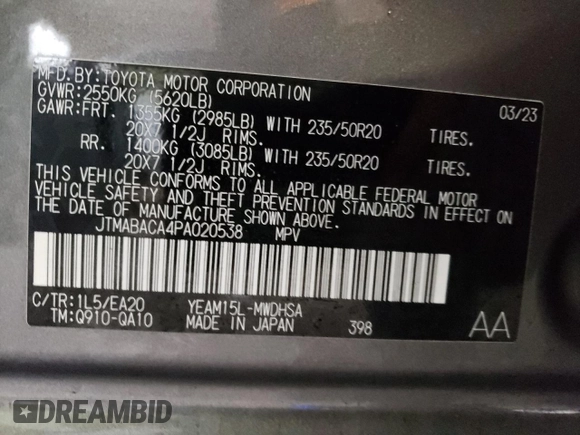 MFD.BY:TOYOTA MOTOR CORPORATION 03/23
GVWR:2550KG (5620LB)
GAWR:FRT. 1355KG (2985LB) WITH 235/50R20 TIRES.
20X7 1/2J RIMS.
RR. 1400KG (3085LB) WITH 235/50R20 TIRES.
20X7 1/2J RIMS.
THIS VEHICLE CONFORMS TO ALL APPLICABLE FEDERAL MOTOR
VEHICLE SAFETY AND THEFT PREVENTION STANDARDS IN EFFECT ON
THE DATE OF MANUFACTURE SHOWN ABOVE.
JTMABACA4PA020538 MPV
C/TR:1L5/EA20 YEAM15L-MWDHSA
TM:Q910-QA10 MADE IN JAPAN 398 AA
DREAMBID